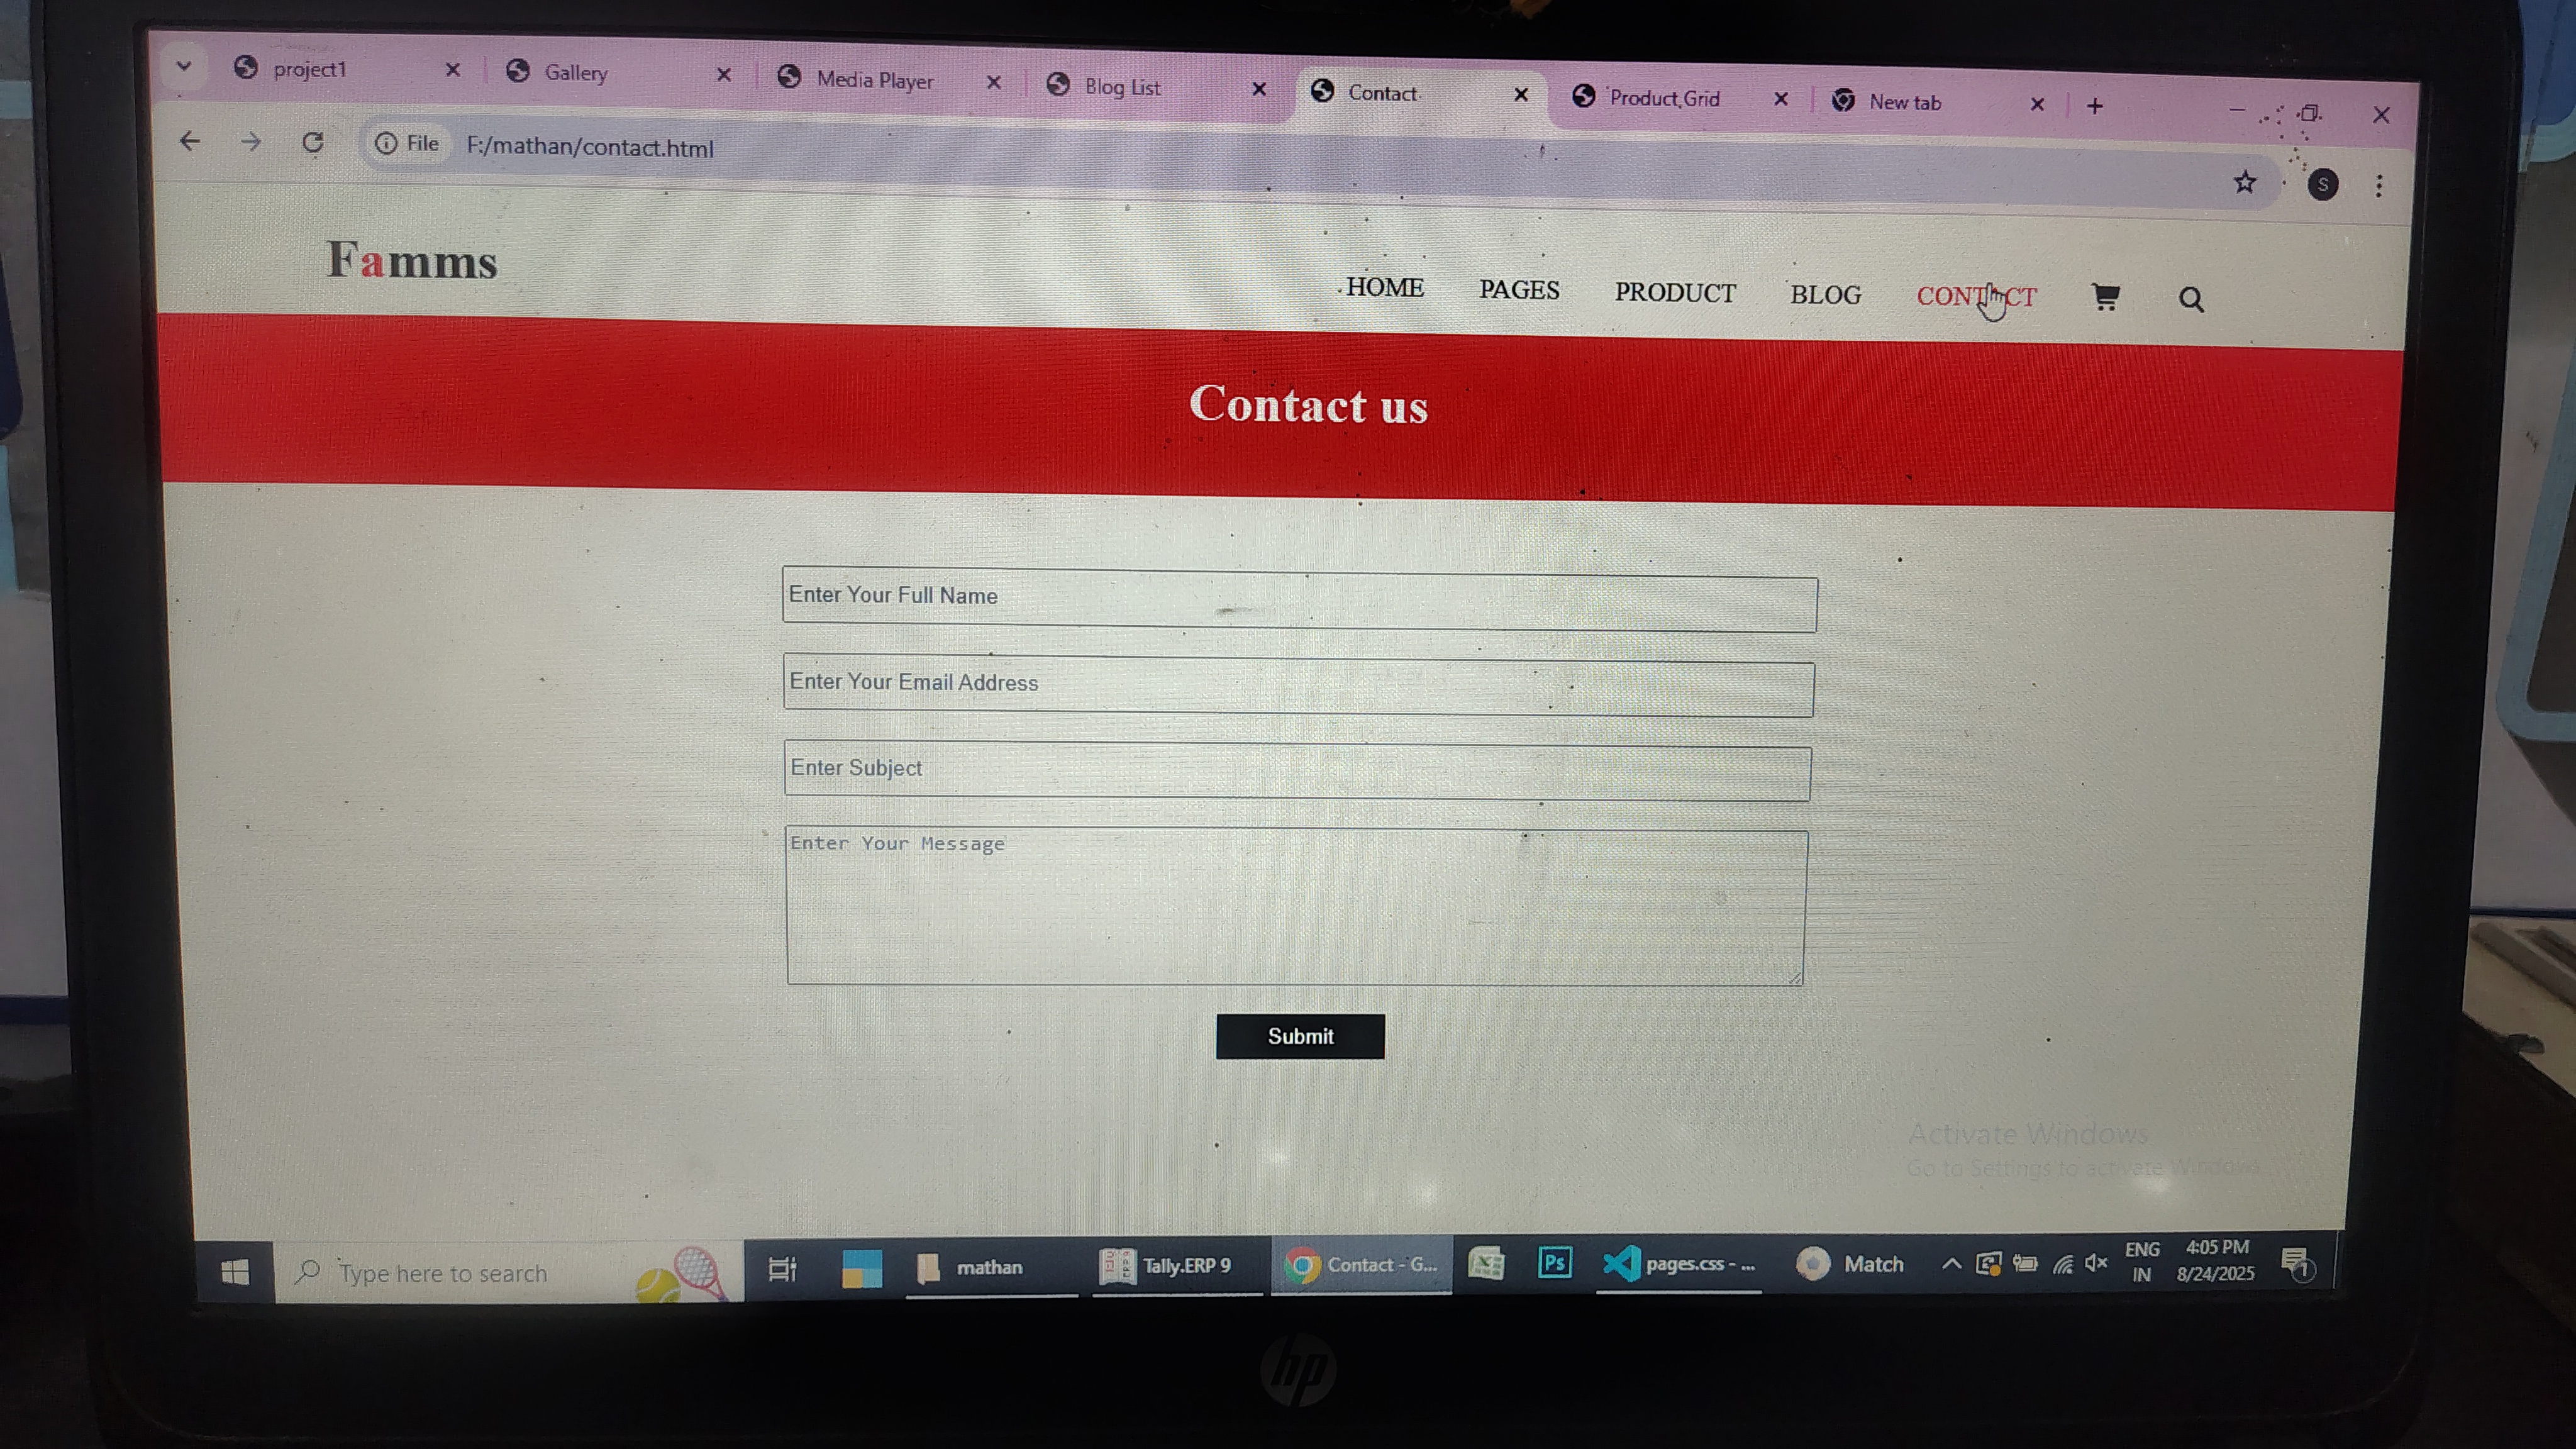 project1 Gallery Media Player Blog List Contact Product Grid New tab
File F:/mathan/contact.html S
Famms
HOME PAGES PRODUCT BLOG CONTACT
Contact us
Enter Your Full Name
Enter Your Email Address
Enter Subject
Enter Your Message
Submit
Activate Windows
Go to Settings to activate Windows.
Type here to search mathan Tally.ERP 9 Contact - G... Ps pages.css - ... Match ENG IN 4:05 PM 8/24/2025 1
hp